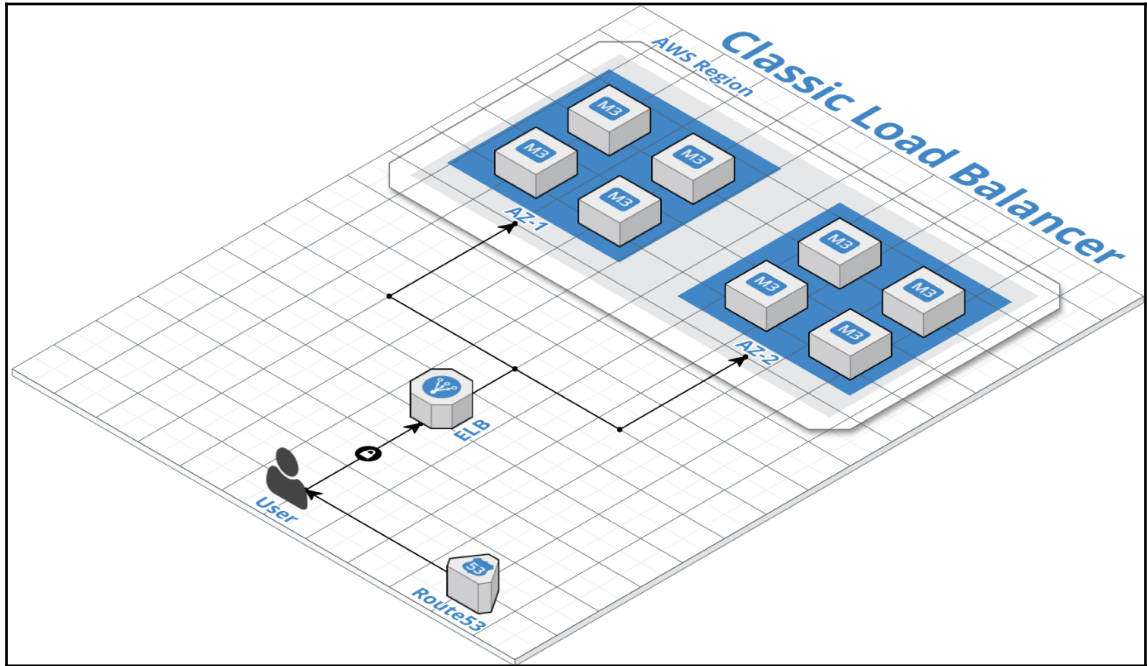 Classic Load Balancer
AWS Region
M3
M3
M3
M3
AZ-1
M3
M3
M3
M3
AZ-2
ELB
User
53
Route53